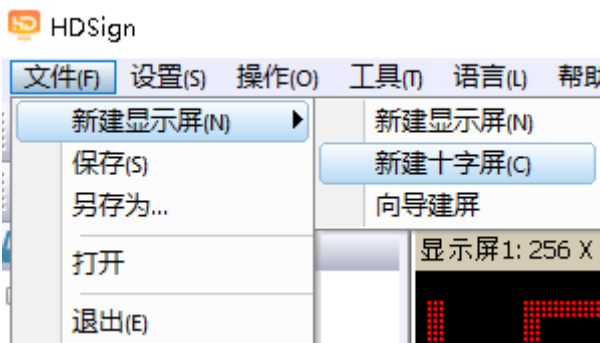 HDSign
文件(F) 设置(S) 操作(O) 工具(T) 语言(L) 帮助
新建显示屏(N) 新建显示屏(N)
保存(S) 新建十字屏(C)
另存为... 向导建屏
显示屏1: 256 X
打开
退出(E)